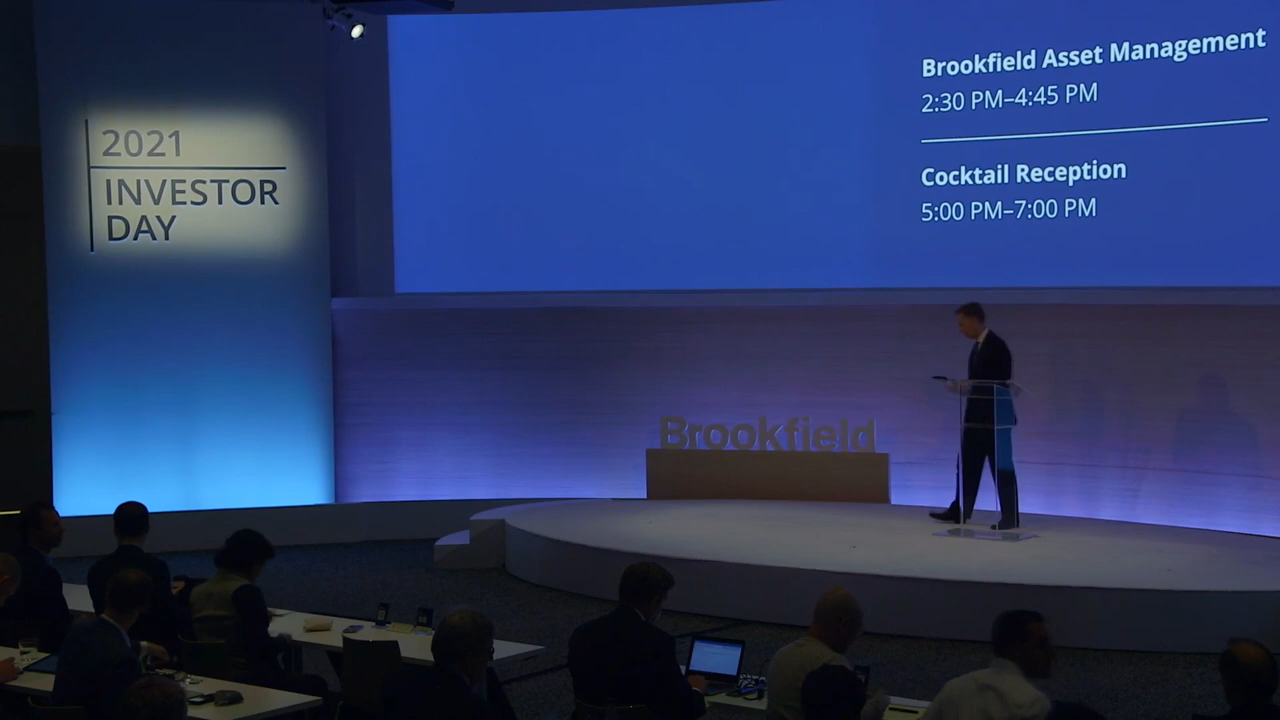 2021
INVESTOR
DAY
Brookfield Asset Management
2:30 PM–4:45 PM
Cocktail Reception
5:00 PM–7:00 PM
Brookfield